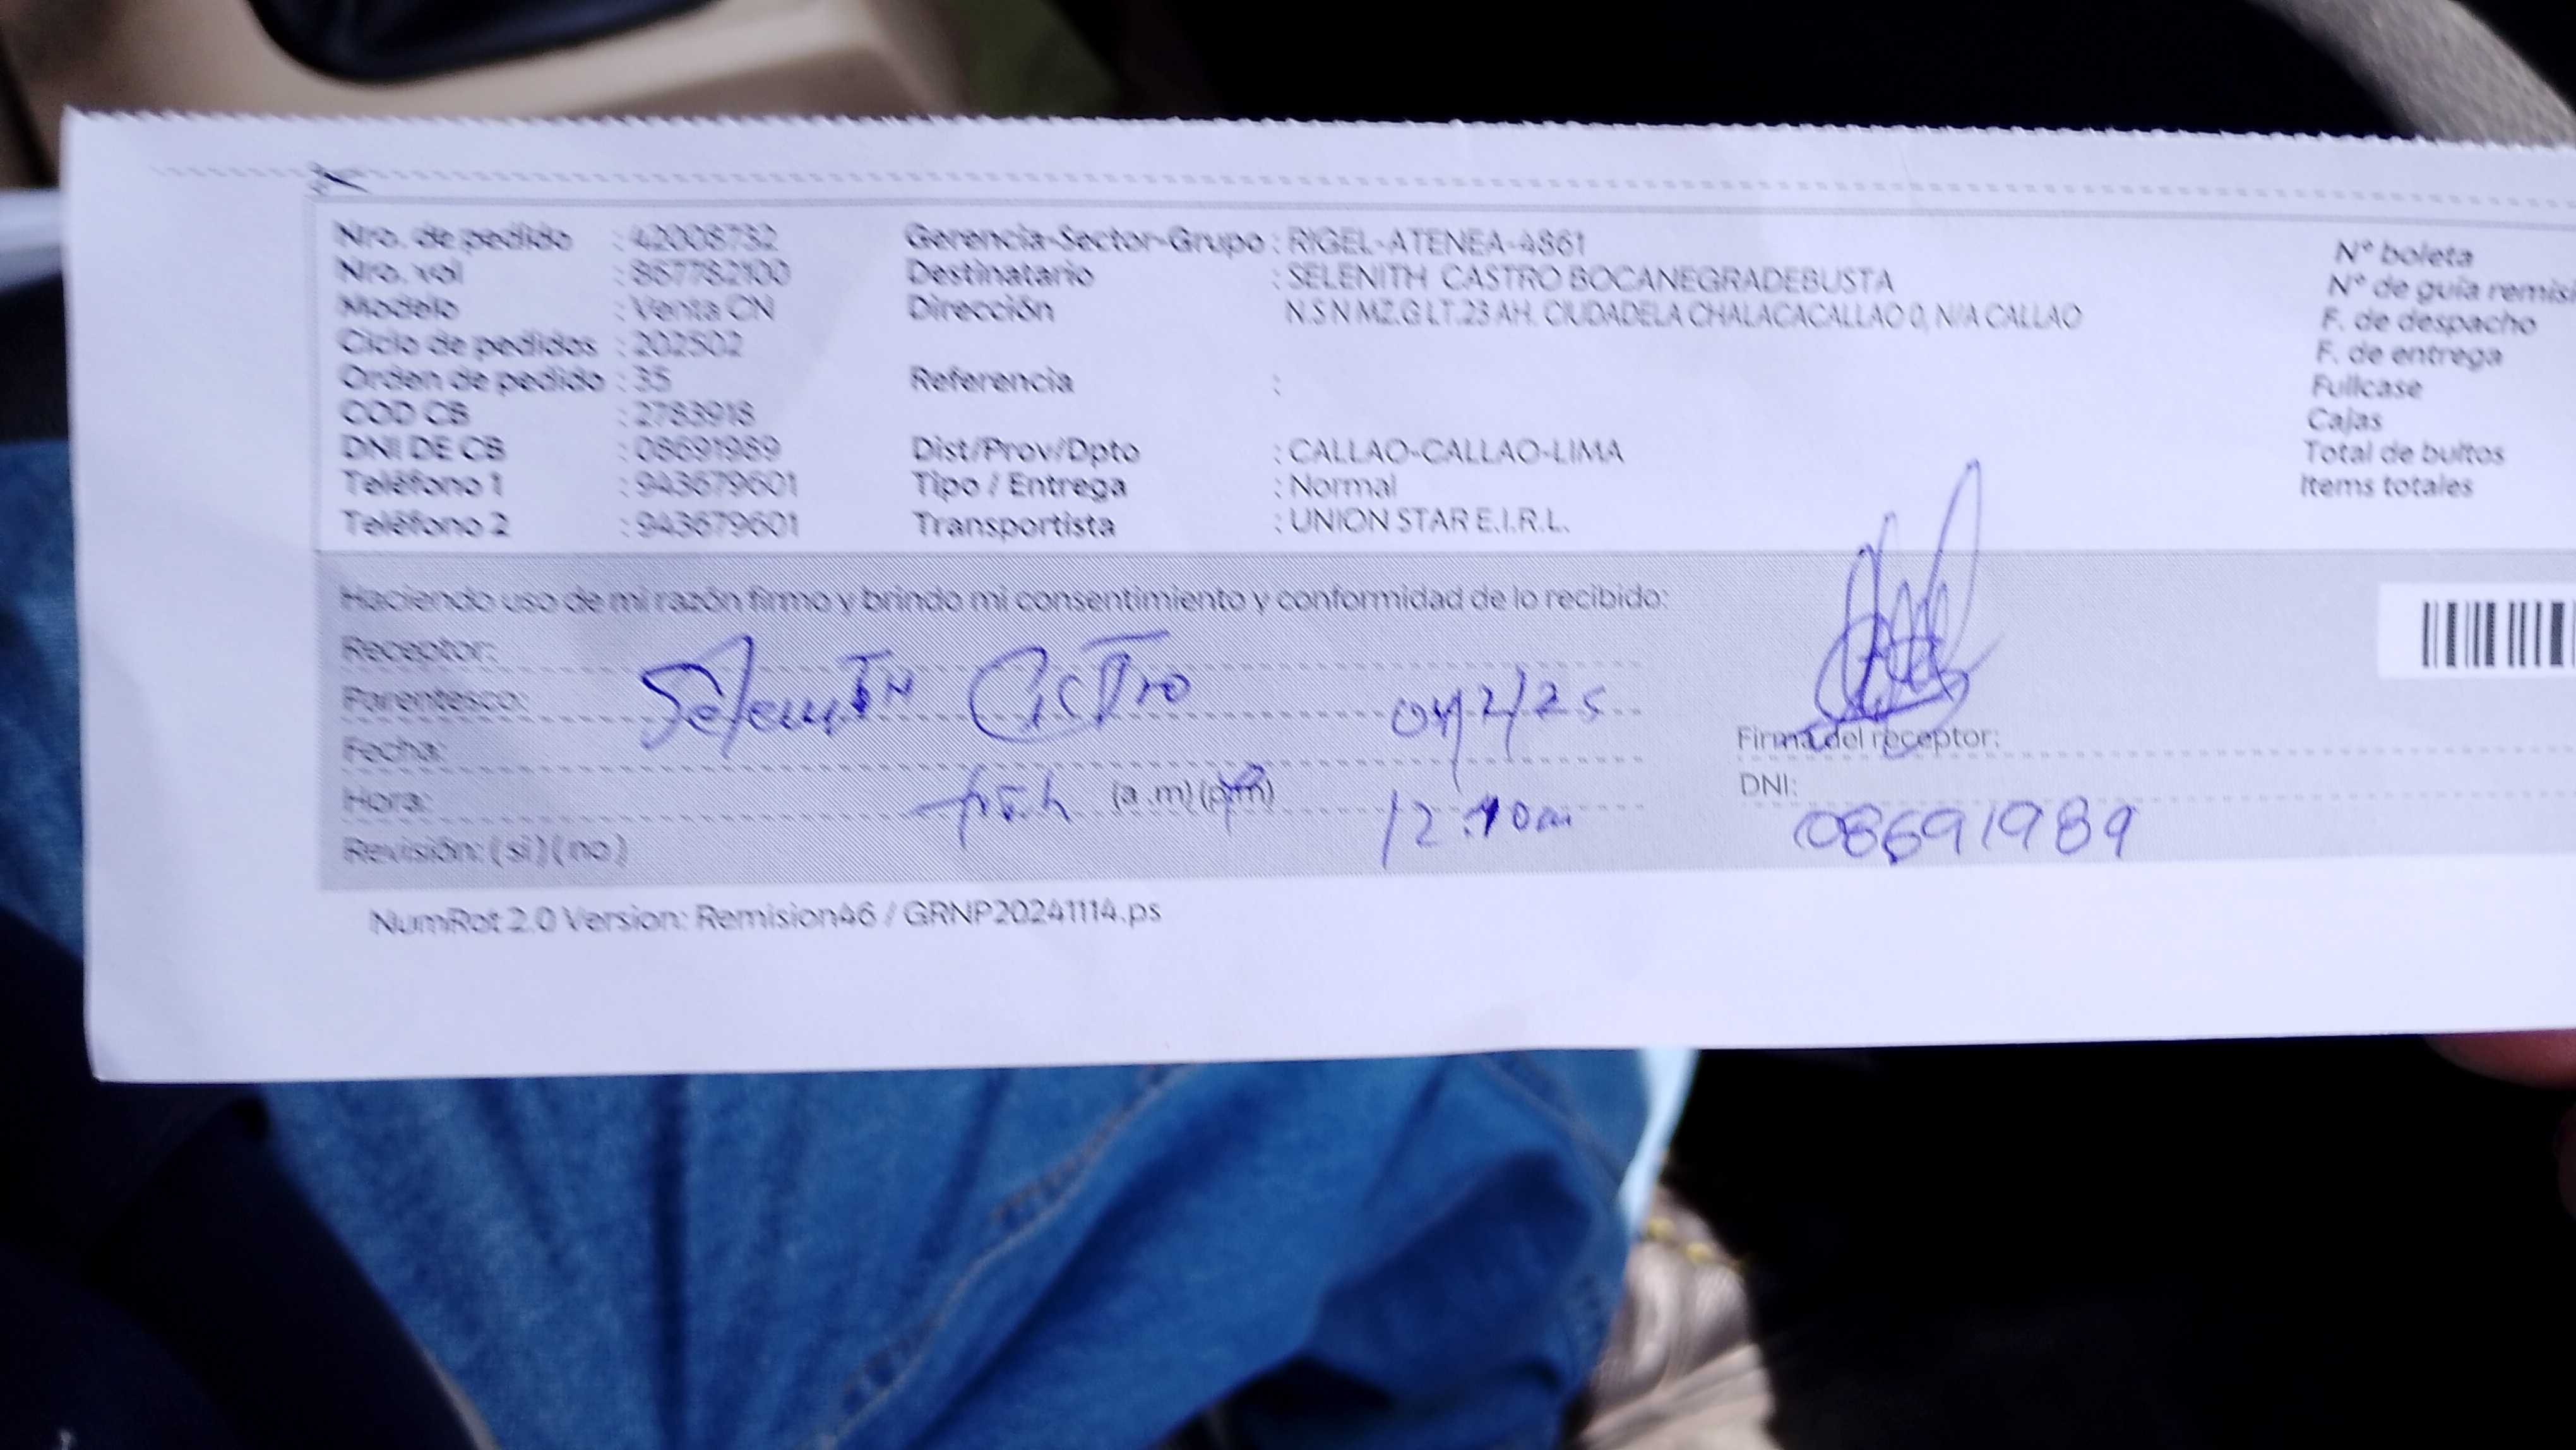 Nro. de pedido : 42008732 Gerencia-Sector-Grupo : RIGEL-ATENEA-4861 N° boleta
Nro. vol : 867782100 Destinatario : SELENITH CASTRO BOCANEGRADEBUSTA N° de guía remisi
Modelo : Venta CN Dirección N.S N MZ.G LT.23 AH. CIUDADELA CHALACACALLAO 0, N/A CALLAO F. de despacho
Ciclo de pedidos : 202502 F. de entrega
Orden de pedido : 35 Referencia : Fullcase
COD CB : 2783918 Cajas
DNI DE CB : 08691989 Dist/Prov/Dpto : CALLAO-CALLAO-LIMA Total de bultos
Teléfono 1 : 943679601 Tipo / Entrega : Normal Items totales
Teléfono 2 : 943679601 Transportista : UNION STAR E.I.R.L.
Haciendo uso de mi razón firmo y brindo mi consentimiento y conformidad de lo recibido:
Receptor:
Parentesco: Selenith Castro 04/2/25
Fecha: Firma del receptor:
Hora: (a.m) (p.m) DNI:
12:10 08691989
Revisión: ( si ) ( no )
NumRot 2.0 Version: Remision46 / GRNP20241114.ps